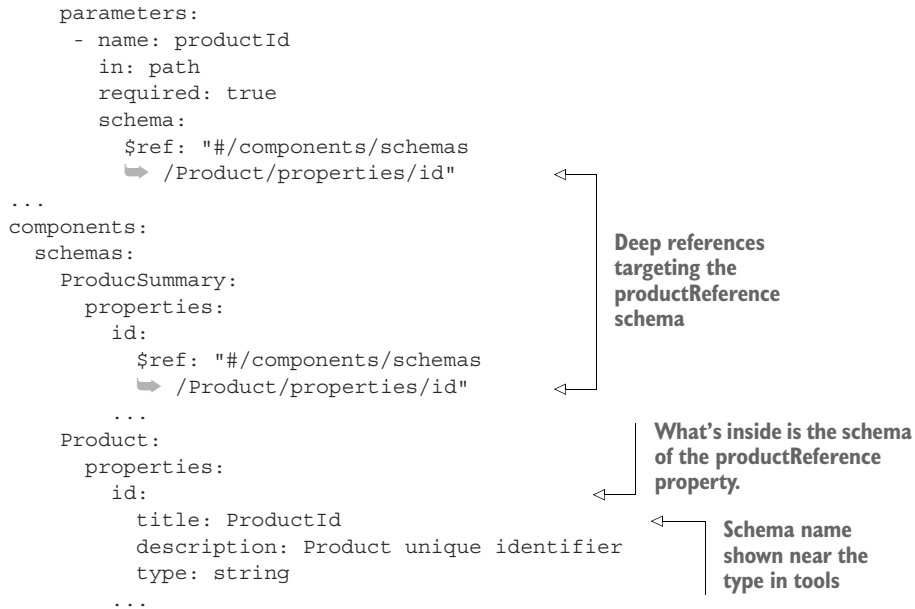 parameters:
- name: productId
in: path
required: true
schema:
$ref: "#/components/schemas
➥ /Product/properties/id"
...
components:
schemas:
ProducSummary:
properties:
id:
$ref: "#/components/schemas
➥ /Product/properties/id"
...
Product:
properties:
id:
title: ProductId
description: Product unique identifier
type: string
...
Deep references
targeting the
productReference
schema
What's inside is the schema
of the productReference
property.
Schema name
shown near the
type in tools